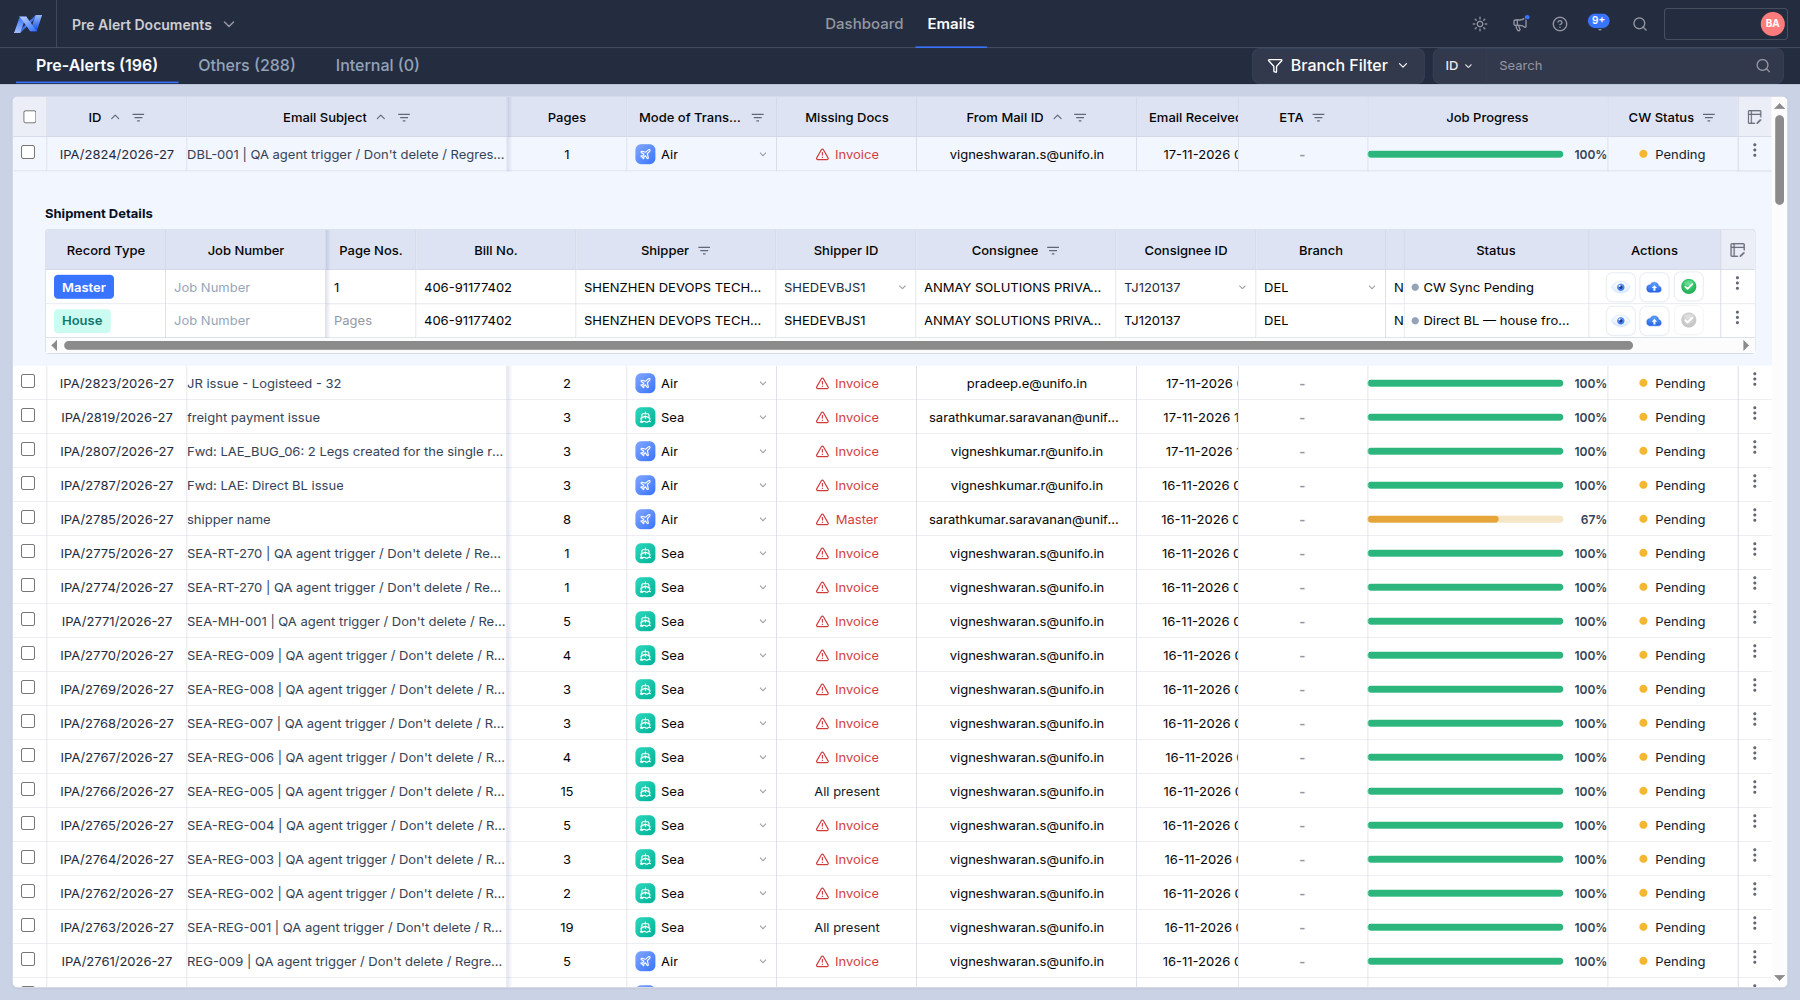 Pre Alert Documents Dashboard Emails 9+ BA
Pre-Alerts (196) Others (288) Internal (0) Branch Filter ID Search
ID Email Subject Pages Mode of Trans... Missing Docs From Mail ID Email Received ETA Job Progress CW Status
IPA/2824/2026-27 DBL-001 | QA agent trigger / Don't delete / Regres... 1 Air Invoice vigneshwaran.s@unifo.in 17-11-2026 - 100% Pending
Shipment Details
Record Type Job Number Page Nos. Bill No. Shipper Shipper ID Consignee Consignee ID Branch Status Actions
Master Job Number 1 406-91177402 SHENZHEN DEVOPS TECH... SHEDEVBJS1 ANMAY SOLUTIONS PRIVA... TJ120137 DEL N CW Sync Pending
House Job Number Pages 406-91177402 SHENZHEN DEVOPS TECH... SHEDEVBJS1 ANMAY SOLUTIONS PRIVA... TJ120137 DEL N Direct BL — house fro...
IPA/2823/2026-27 JR issue - Logisteed - 32 2 Air Invoice pradeep.e@unifo.in 17-11-2026 - 100% Pending
IPA/2819/2026-27 freight payment issue 3 Sea Invoice sarathkumar.saravanan@unif... 17-11-2026 1 - 100% Pending
IPA/2807/2026-27 Fwd: LAE_BUG_06: 2 Legs created for the single r... 3 Air Invoice vigneshkumar.r@unifo.in 17-11-2026 - 100% Pending
IPA/2787/2026-27 Fwd: LAE: Direct BL issue 3 Air Invoice vigneshkumar.r@unifo.in 16-11-2026 - 100% Pending
IPA/2785/2026-27 shipper name 8 Air Master sarathkumar.saravanan@unif... 16-11-2026 - 67% Pending
IPA/2775/2026-27 SEA-RT-270 | QA agent trigger / Don't delete / Re... 1 Sea Invoice vigneshwaran.s@unifo.in 16-11-2026 - 100% Pending
IPA/2774/2026-27 SEA-RT-270 | QA agent trigger / Don't delete / Re... 1 Sea Invoice vigneshwaran.s@unifo.in 16-11-2026 - 100% Pending
IPA/2771/2026-27 SEA-MH-001 | QA agent trigger / Don't delete / Re... 5 Sea Invoice vigneshwaran.s@unifo.in 16-11-2026 - 100% Pending
IPA/2770/2026-27 SEA-REG-009 | QA agent trigger / Don't delete / R... 4 Sea Invoice vigneshwaran.s@unifo.in 16-11-2026 - 100% Pending
IPA/2769/2026-27 SEA-REG-008 | QA agent trigger / Don't delete / R... 3 Sea Invoice vigneshwaran.s@unifo.in 16-11-2026 - 100% Pending
IPA/2768/2026-27 SEA-REG-007 | QA agent trigger / Don't delete / R... 3 Sea Invoice vigneshwaran.s@unifo.in 16-11-2026 - 100% Pending
IPA/2767/2026-27 SEA-REG-006 | QA agent trigger / Don't delete / R... 4 Sea Invoice vigneshwaran.s@unifo.in 16-11-2026 - 100% Pending
IPA/2766/2026-27 SEA-REG-005 | QA agent trigger / Don't delete / R... 15 Sea All present vigneshwaran.s@unifo.in 16-11-2026 - 100% Pending
IPA/2765/2026-27 SEA-REG-004 | QA agent trigger / Don't delete / R... 5 Sea Invoice vigneshwaran.s@unifo.in 16-11-2026 - 100% Pending
IPA/2764/2026-27 SEA-REG-003 | QA agent trigger / Don't delete / R... 3 Sea Invoice vigneshwaran.s@unifo.in 16-11-2026 - 100% Pending
IPA/2762/2026-27 SEA-REG-002 | QA agent trigger / Don't delete / R... 2 Sea Invoice vigneshwaran.s@unifo.in 16-11-2026 - 100% Pending
IPA/2763/2026-27 SEA-REG-001 | QA agent trigger / Don't delete / R... 19 Sea All present vigneshwaran.s@unifo.in 16-11-2026 - 100% Pending
IPA/2761/2026-27 REG-009 | QA agent trigger / Don't delete / Regre... 5 Air Invoice vigneshwaran.s@unifo.in 16-11-2026 - 100% Pending